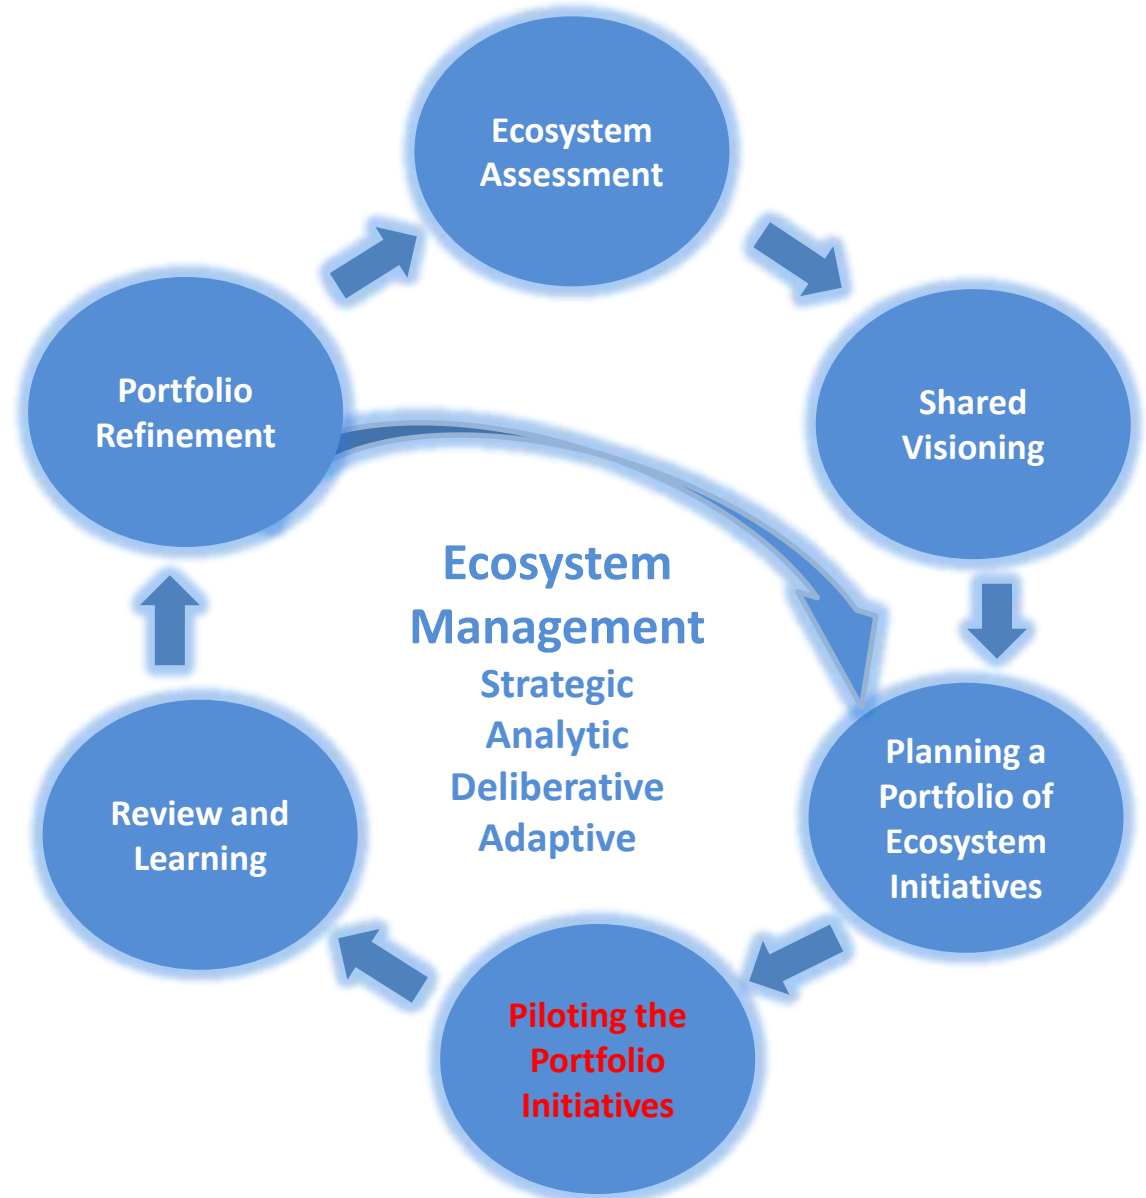 Ecosystem
Assessment
Shared
Visioning
Planning a
Portfolio of
Ecosystem
Initiatives
Piloting the
Portfolio
Initiatives
Review and
Learning
Portfolio
Refinement
Ecosystem
Management
Strategic
Analytic
Deliberative
Adaptive